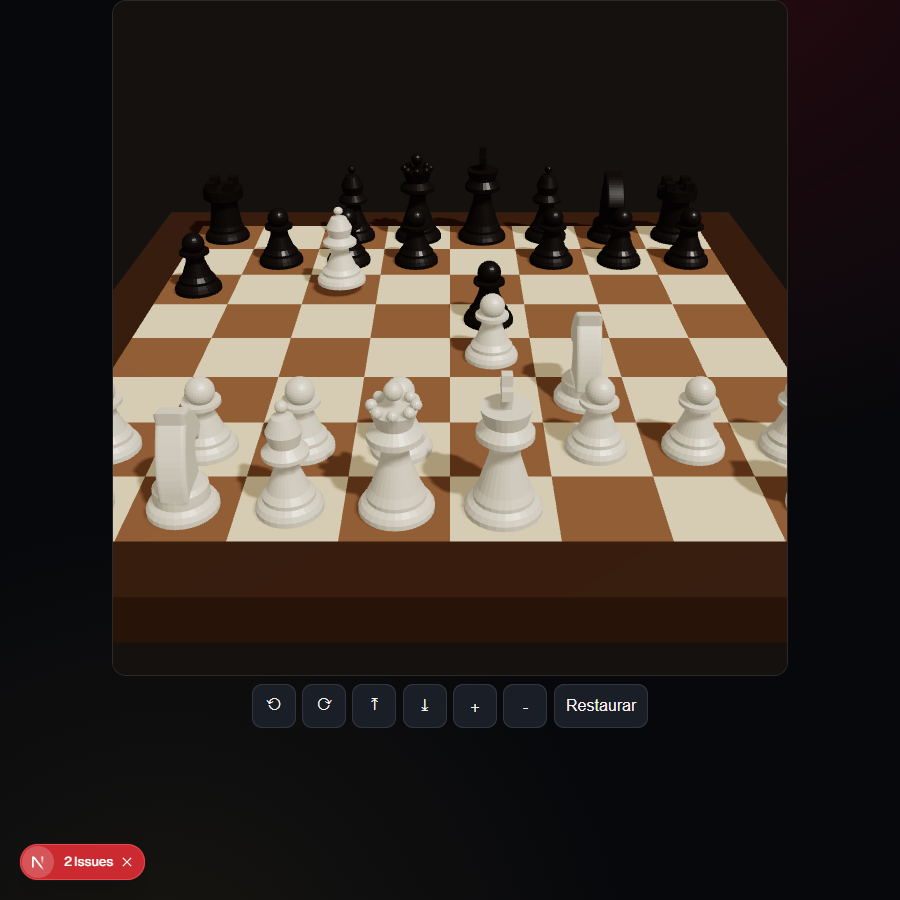 ⟲ ⟳ ⤒ ⤓ + - Restaurar
N 2 Issues ×